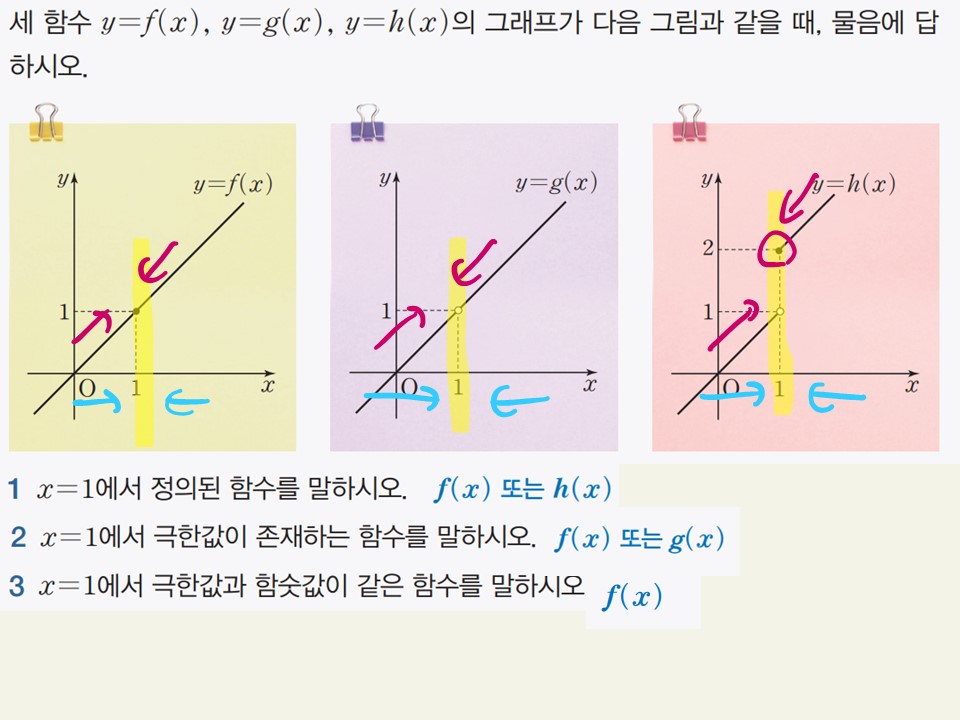 세 함수 y=f(x), y=g(x), y=h(x)의 그래프가 다음 그림과 같을 때, 물음에 답
하시오.
y
y=f(x)
1
O
1
x
y
y=g(x)
1
O
1
x
y
y=h(x)
2
1
O
1
x
1 x=1에서 정의된 함수를 말하시오. f(x) 또는 h(x)
2 x=1에서 극한값이 존재하는 함수를 말하시오. f(x) 또는 g(x)
3 x=1에서 극한값과 함숫값이 같은 함수를 말하시오 f(x)